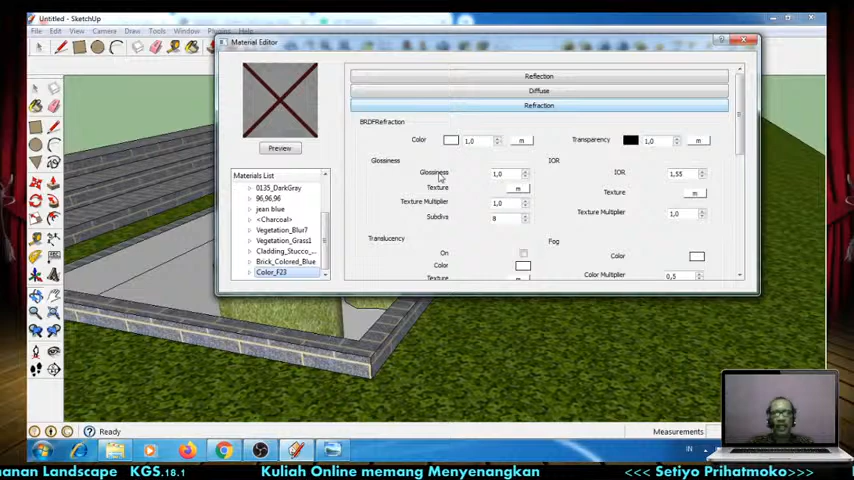 Untitled - SketchUp
File Edit View Camera Draw Tools Window Plugins
Material Editor
Reflection
Diffuse
Refraction
BRDFRefraction
Color 1,0 m Transparency 1,0 m
Glossiness IOR
Glossiness 1,0 IOR 1,55
Texture m Texture m
Texture Multiplier 1,0 Texture Multiplier 1,0
Subdivs 8
Translucency Fog
On Color
Color Color Multiplier 0,5
Texture
Preview
Materials List
0135_DarkGray
96,96,96
jean blue
<Charcoal>
Vegetation_Blur7
Vegetation_Grass1
Cladding_Stucco_...
Brick_Colored_Blue
Color_F23
Ready Measurements
IN
manan Landscape KGS.18.1 Kuliah Online memang Menyenangkan <<< Setiyo Prihatmoko>>>